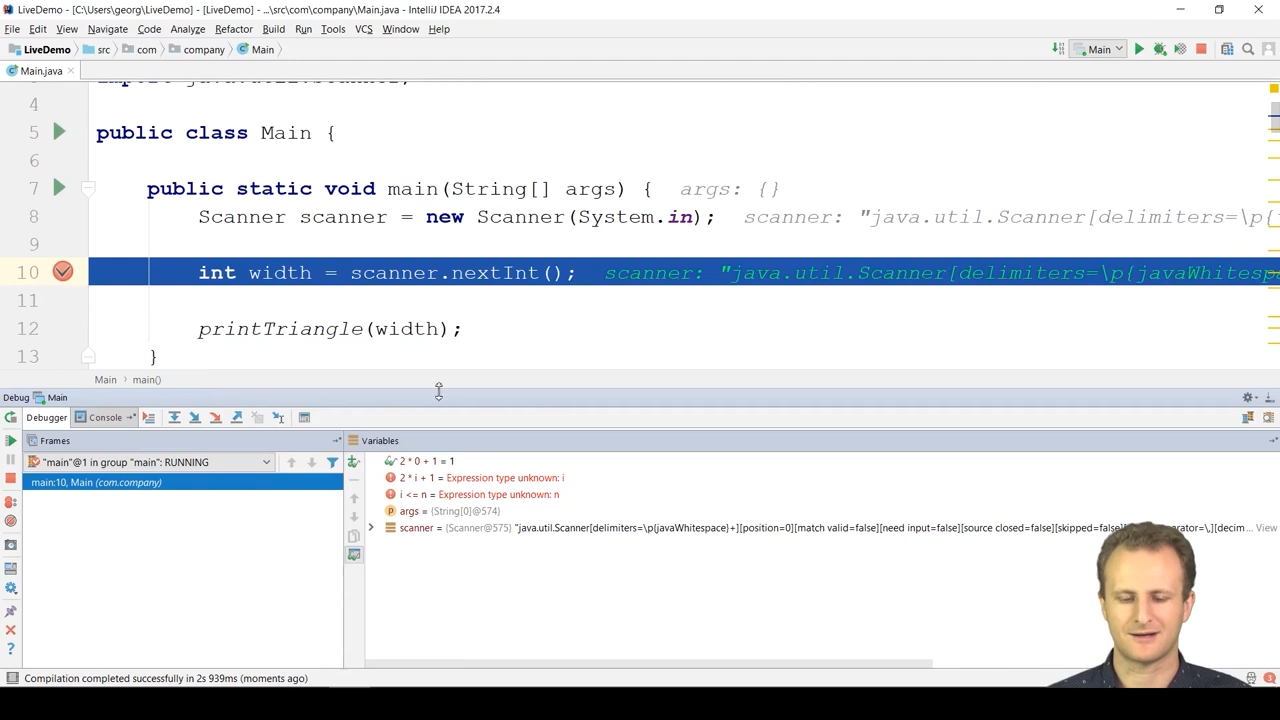 LiveDemo - [C:\Users\georg\LiveDemo] - [LiveDemo] - ...\src\com\company\Main.java - IntelliJ IDEA 2017.2.4
File Edit View Navigate Code Analyze Refactor Build Run Tools VCS Window Help
LiveDemo src com company Main Main
Main.java
4
5 public class Main {
6
7 public static void main(String[] args) { args: {}
8 Scanner scanner = new Scanner(System.in); scanner: "java.util.Scanner[delimiters=\p{
9
10 int width = scanner.nextInt(); scanner: "java.util.Scanner[delimiters=\p{javaWhitespa
11
12 printTriangle(width);
13 }
Main main()
Debug Main
Debugger Console
Frames Variables
"main"@1 in group "main": RUNNING
main:10, Main (com.company)
2 * 0 + 1 = 1
2 * i + 1 = Expression type unknown: i
i <= n = Expression type unknown: n
args = {String[0]@574}
scanner = {Scanner@575} "java.util.Scanner[delimiters=\p{javaWhitespace}+][position=0][match valid=false][need input=false][source closed=false][skipped=false] erator=\,][decim ... View
Compilation completed successfully in 2s 939ms (moments ago)